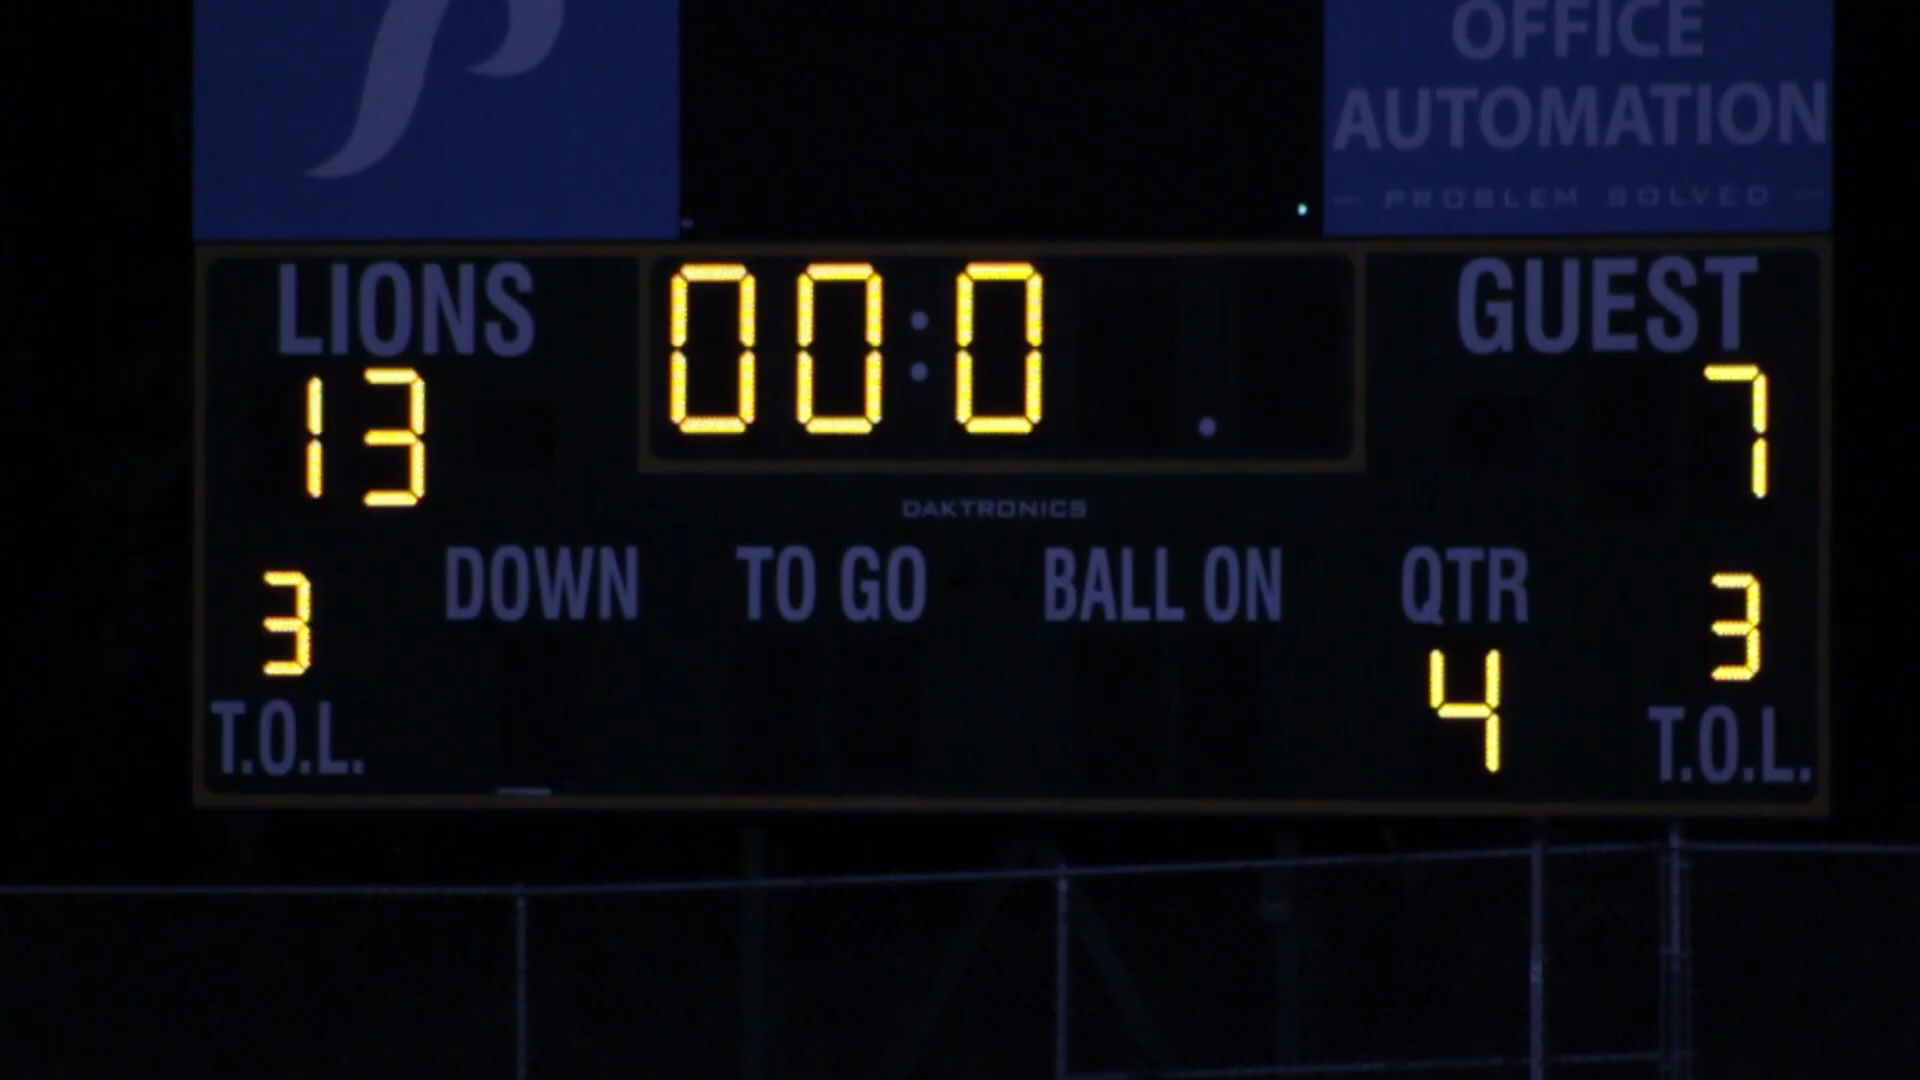 OFFICE
AUTOMATION
— PROBLEM SOLVED —
LIONS 00:0 . GUEST
13 7
DAKTRONICS
DOWN TO GO BALL ON QTR
3 4 3
T.O.L. T.O.L.